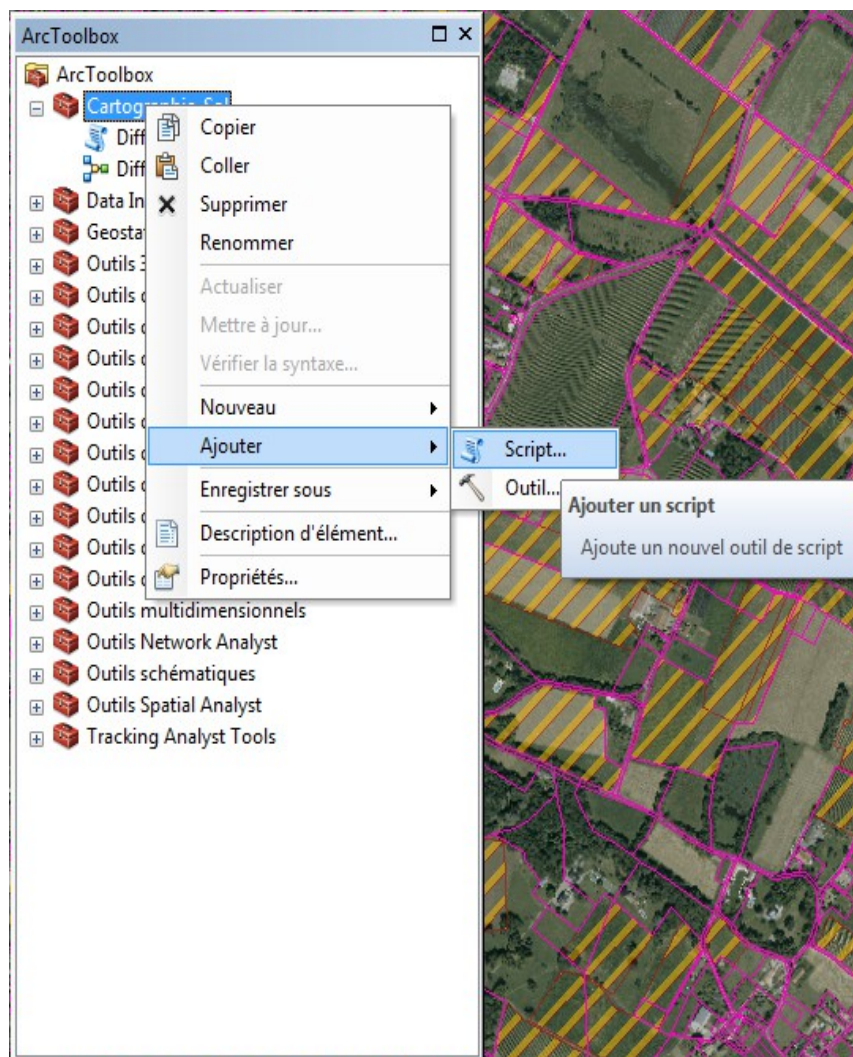 ArcToolbox
ArcToolbox
Copier
Diff
Coller
Diff
Supprimer
Data In
Renommer
Geosta
Outils 3
Actualiser
Outils d
Mettre à jour...
Outils d
Vérifier la syntaxe...
Outils d
Outils d
Nouveau
Outils d
Ajouter
Script...
Outils d
Outils d
Enregistrer sous
Outil...
Ajouter un script
Outils d
Description d'élément...
Ajoute un nouvel outil de script
Outils d
Outils d
Propriétés...
Outils multidimensionnels
Outils Network Analyst
Outils schématiques
Outils Spatial Analyst
Tracking Analyst Tools